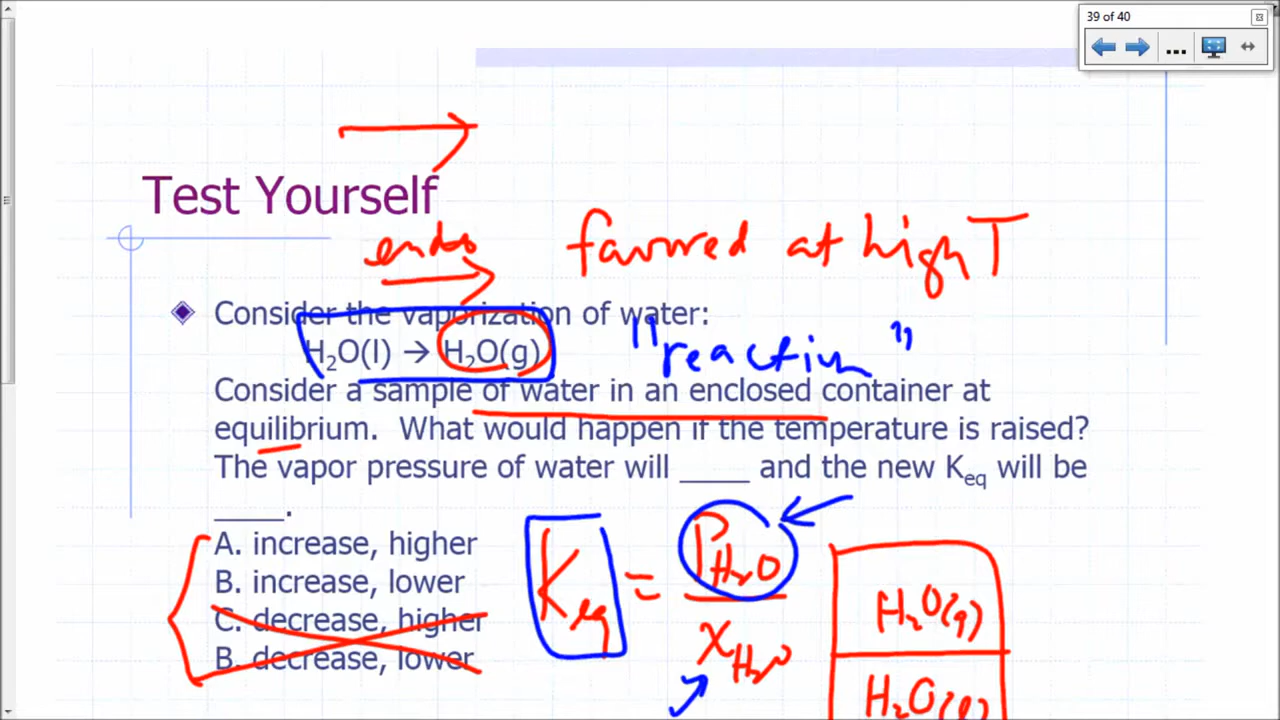 39 of 40
Test Yourself
endo favored at high T
Consider the vaporization of water:
H₂O(l) → H₂O(g)
"reaction"
Consider a sample of water in an enclosed container at
equilibrium. What would happen if the temperature is raised?
The vapor pressure of water will ____ and the new Keq will be
____.
A. increase, higher
B. increase, lower
C. decrease, higher
B. decrease, lower
Keq = PH₂O
XH₂O
H₂O(g)
H₂O(l)